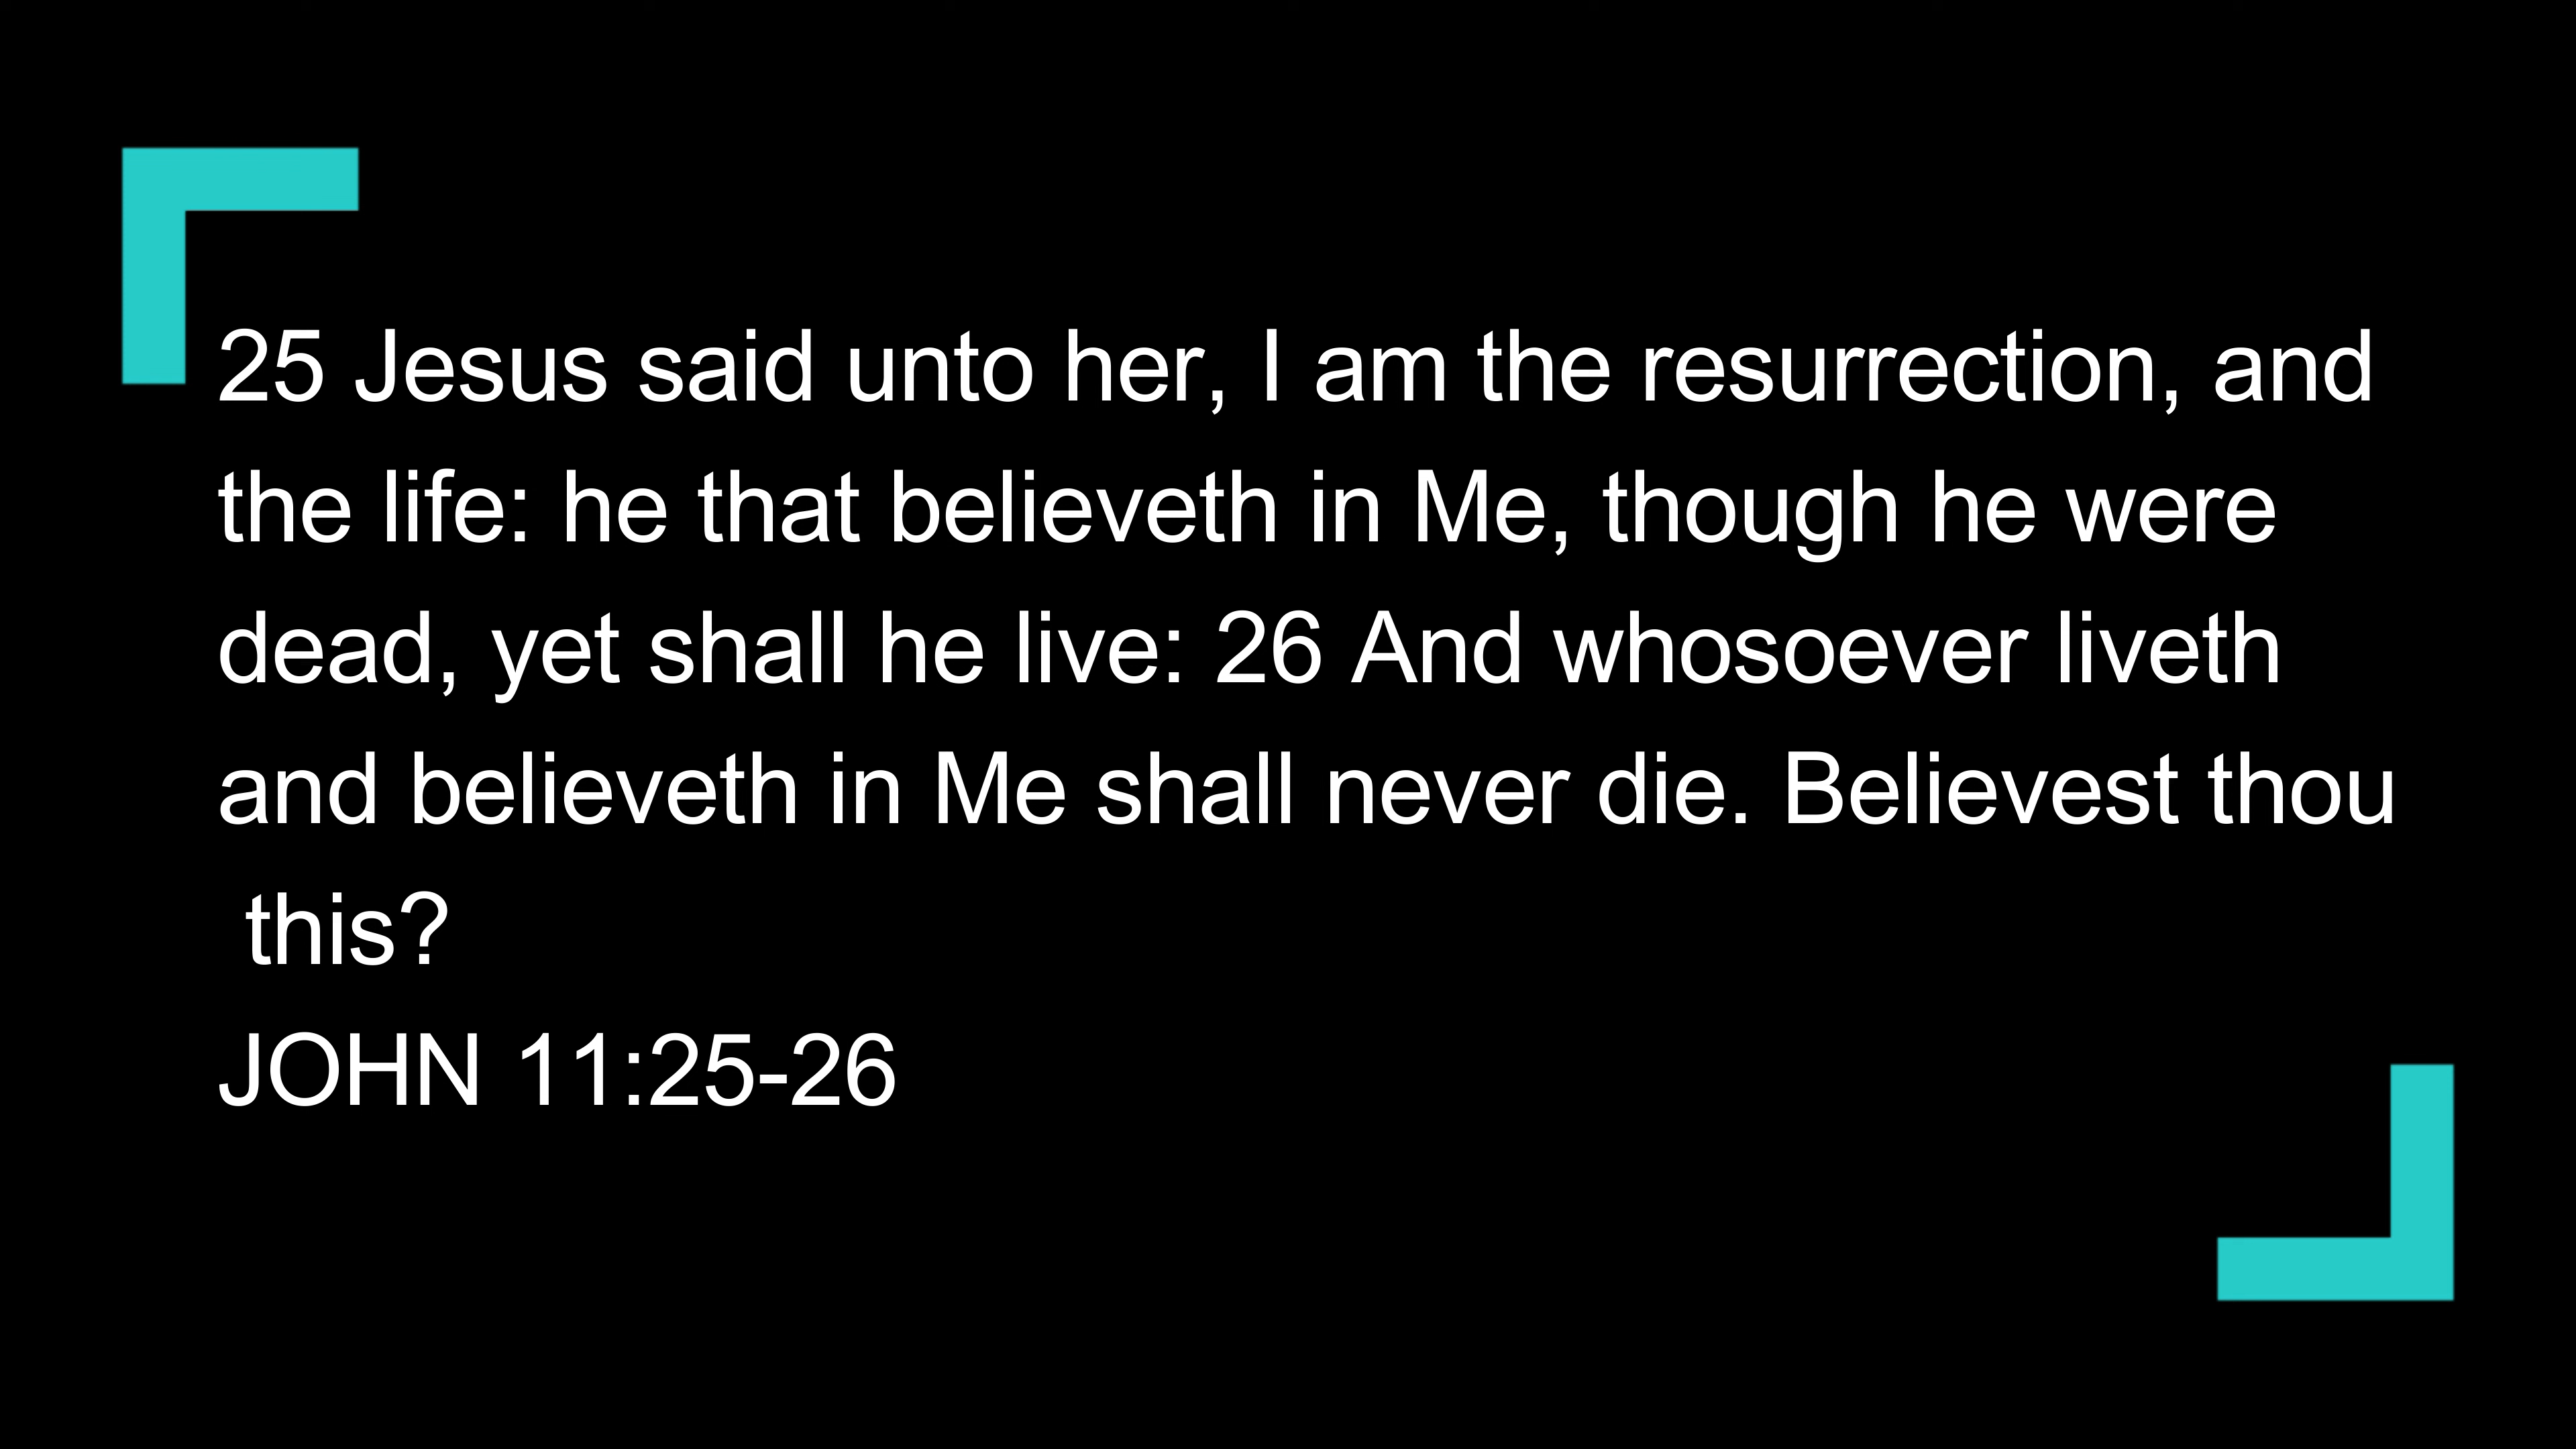 25 Jesus said unto her, I am the resurrection, and
the life: he that believeth in Me, though he were
dead, yet shall he live: 26 And whosoever liveth
and believeth in Me shall never die. Believest thou
this?
JOHN 11:25-26